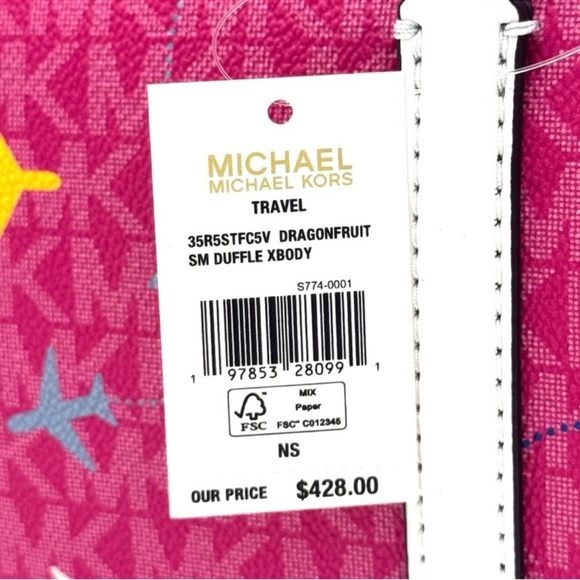 MICHAEL
MICHAEL KORS
TRAVEL
35R5STFC5V DRAGONFRUIT
SM DUFFLE XBODY
S774-0001
1 97853 28099 1
MIX
Paper
FSC FSC™ C012345
NS
OUR PRICE $428.00